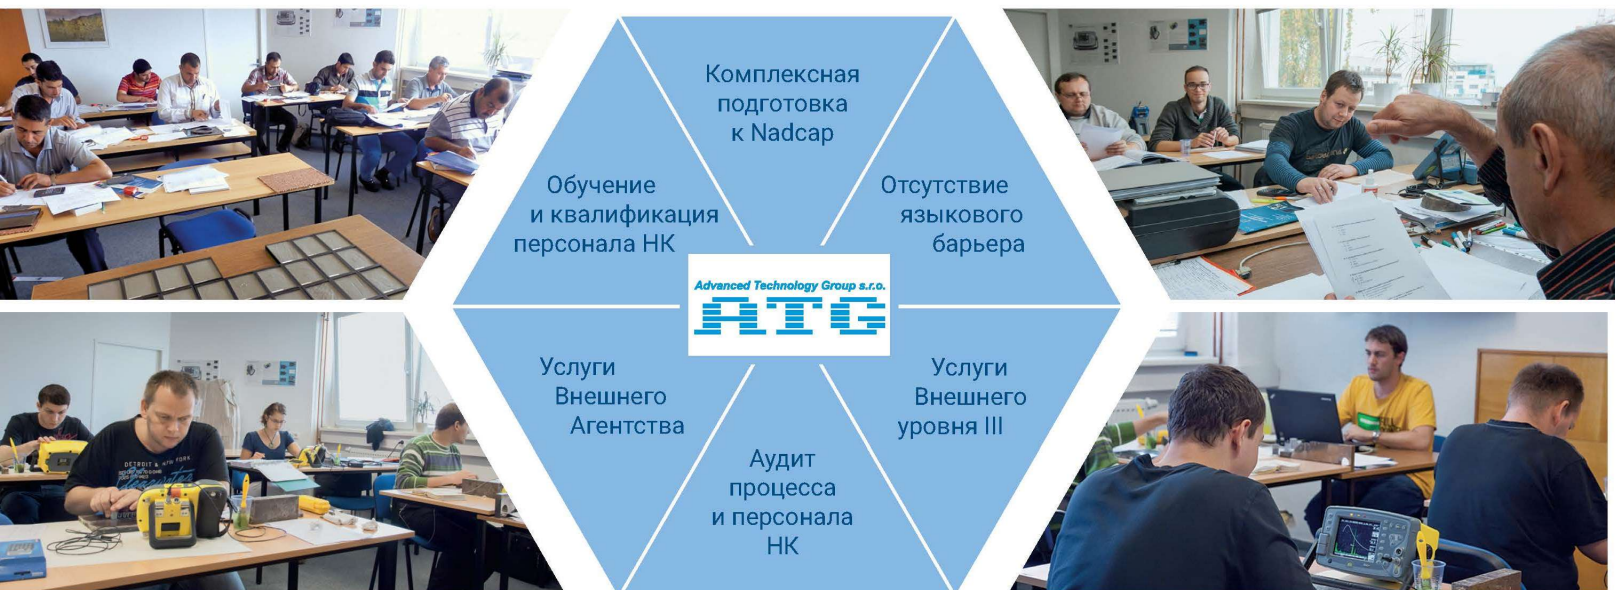 Комплексная
подготовка
к Nadcap
Обучение
и квалификация
персонала НК
Отсутствие
языкового
барьера
Advanced Technology Group s.r.o.
ATG
Услуги
Внешнего
Агентства
Услуги
Внешнего
уровня III
Аудит
процесса
и персонала
НК
DETROIT